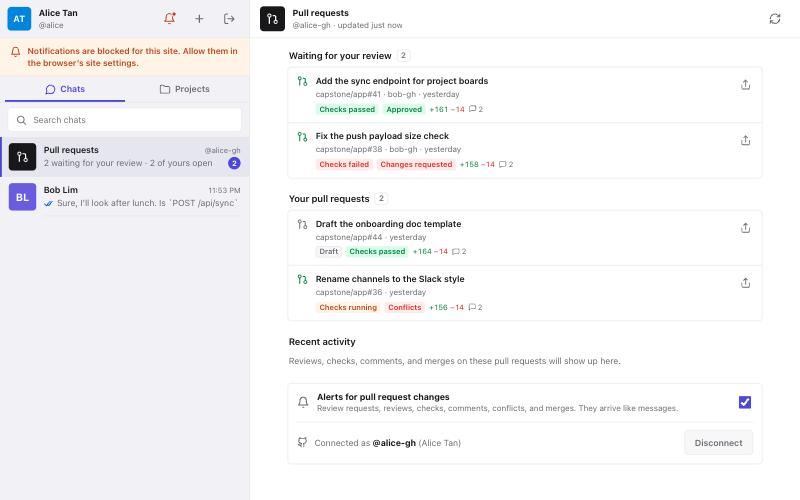 AT
Alice Tan
@alice
Notifications are blocked for this site. Allow them in
the browser's site settings.
Chats
Projects
Search chats
Pull requests
@alice-gh
2 waiting for your review · 2 of yours open
2
BL
Bob Lim
11:53 PM
Sure, I'll look after lunch. Is `POST /api/sync`
Pull requests
@alice-gh · updated just now
Waiting for your review 2
Add the sync endpoint for project boards
capstone/app#41 · bob-gh · yesterday
Checks passed Approved +161 −14 2
Fix the push payload size check
capstone/app#38 · bob-gh · yesterday
Checks failed Changes requested +158 −14 2
Your pull requests 2
Draft the onboarding doc template
capstone/app#44 · yesterday
Draft Checks passed +164 −14 2
Rename channels to the Slack style
capstone/app#36 · yesterday
Checks running Conflicts +156 −14 2
Recent activity
Reviews, checks, comments, and merges on these pull requests will show up here.
Alerts for pull request changes
Review requests, reviews, checks, comments, conflicts, and merges. They arrive like messages.
Connected as @alice-gh (Alice Tan)
Disconnect